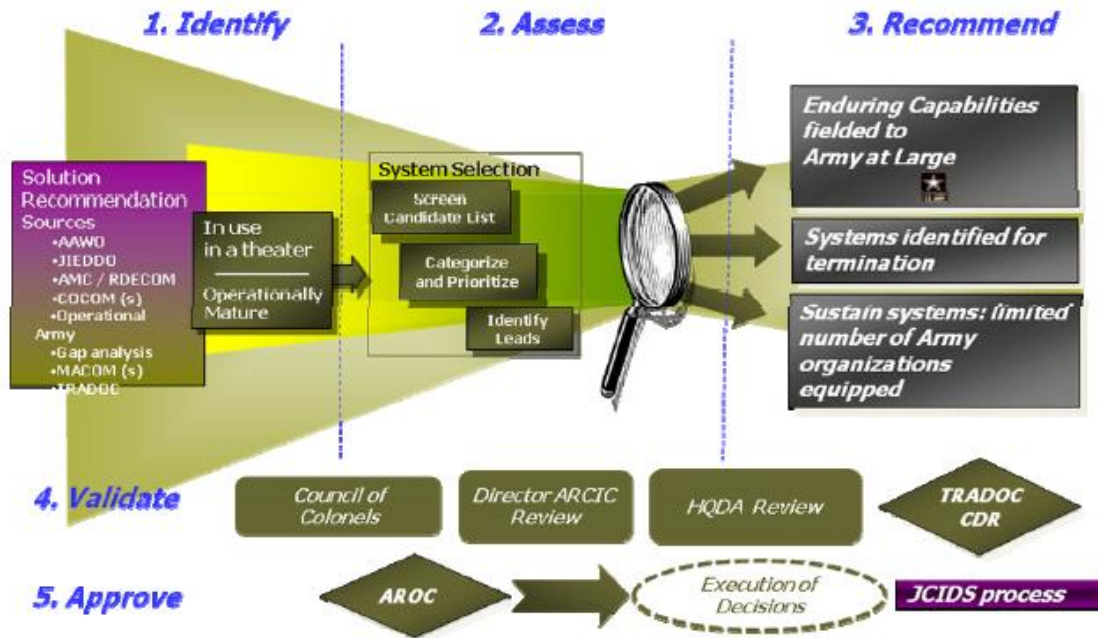 1. Identify
2. Assess
3. Recommend
Solution
Recommendation
Sources
•AAWO
•JIEDDO
•AMC / RDECOM
•COCOM (s)
•Operational
Army
•Gap analysis
•MACOM (s)
•TRADOC
In use
in a theater
Operationally
Mature
System Selection
Screen
Candidate List
Categorize
and Prioritize
Identify
Leads
Enduring Capabilities
fielded to
Army at Large
Systems identified for
termination
Sustain systems: limited
number of Army
organizations
equipped
4. Validate
Council of
Colonels
Director ARCIC
Review
HQDA Review
TRADOC
CDR
5. Approve
AROC
Execution of
Decisions
JCIDS process